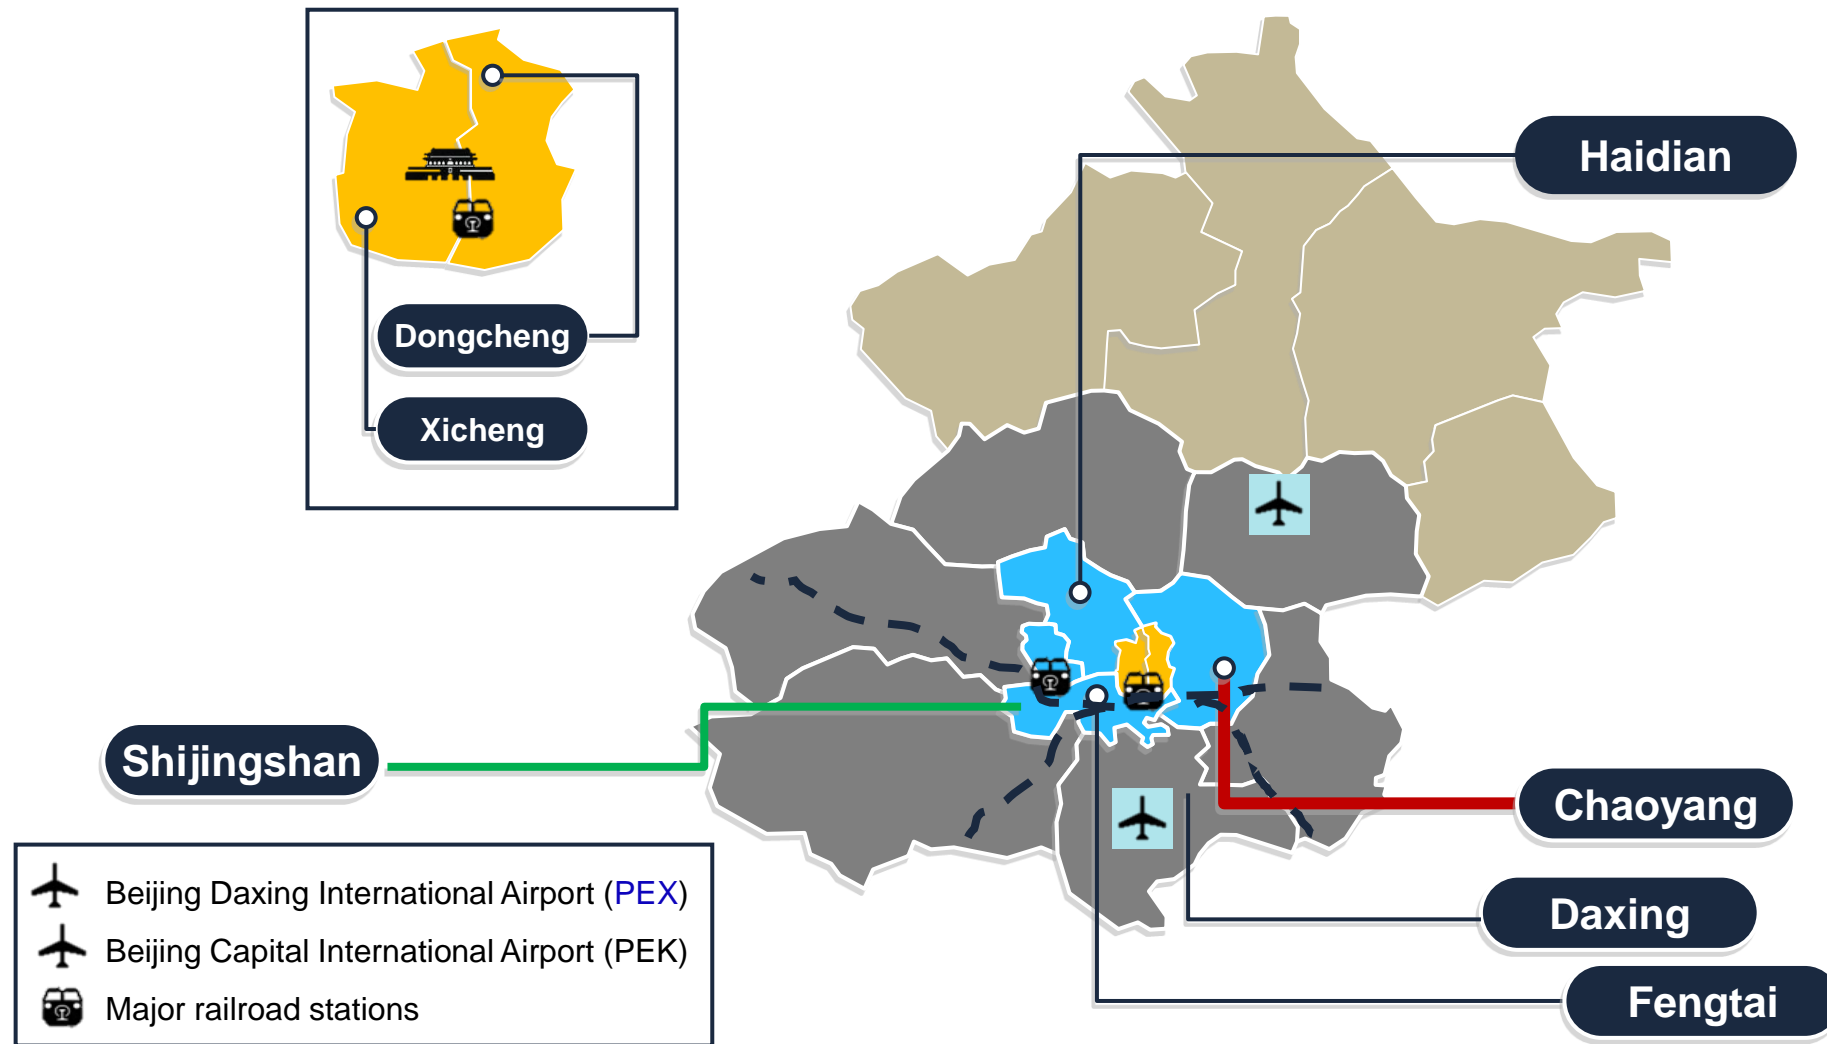 Haidian
Dongcheng
Xicheng
Shijingshan
Chaoyang
Daxing
Fengtai
Beijing Daxing International Airport (PEX)
Beijing Capital International Airport (PEK)
Major railroad stations